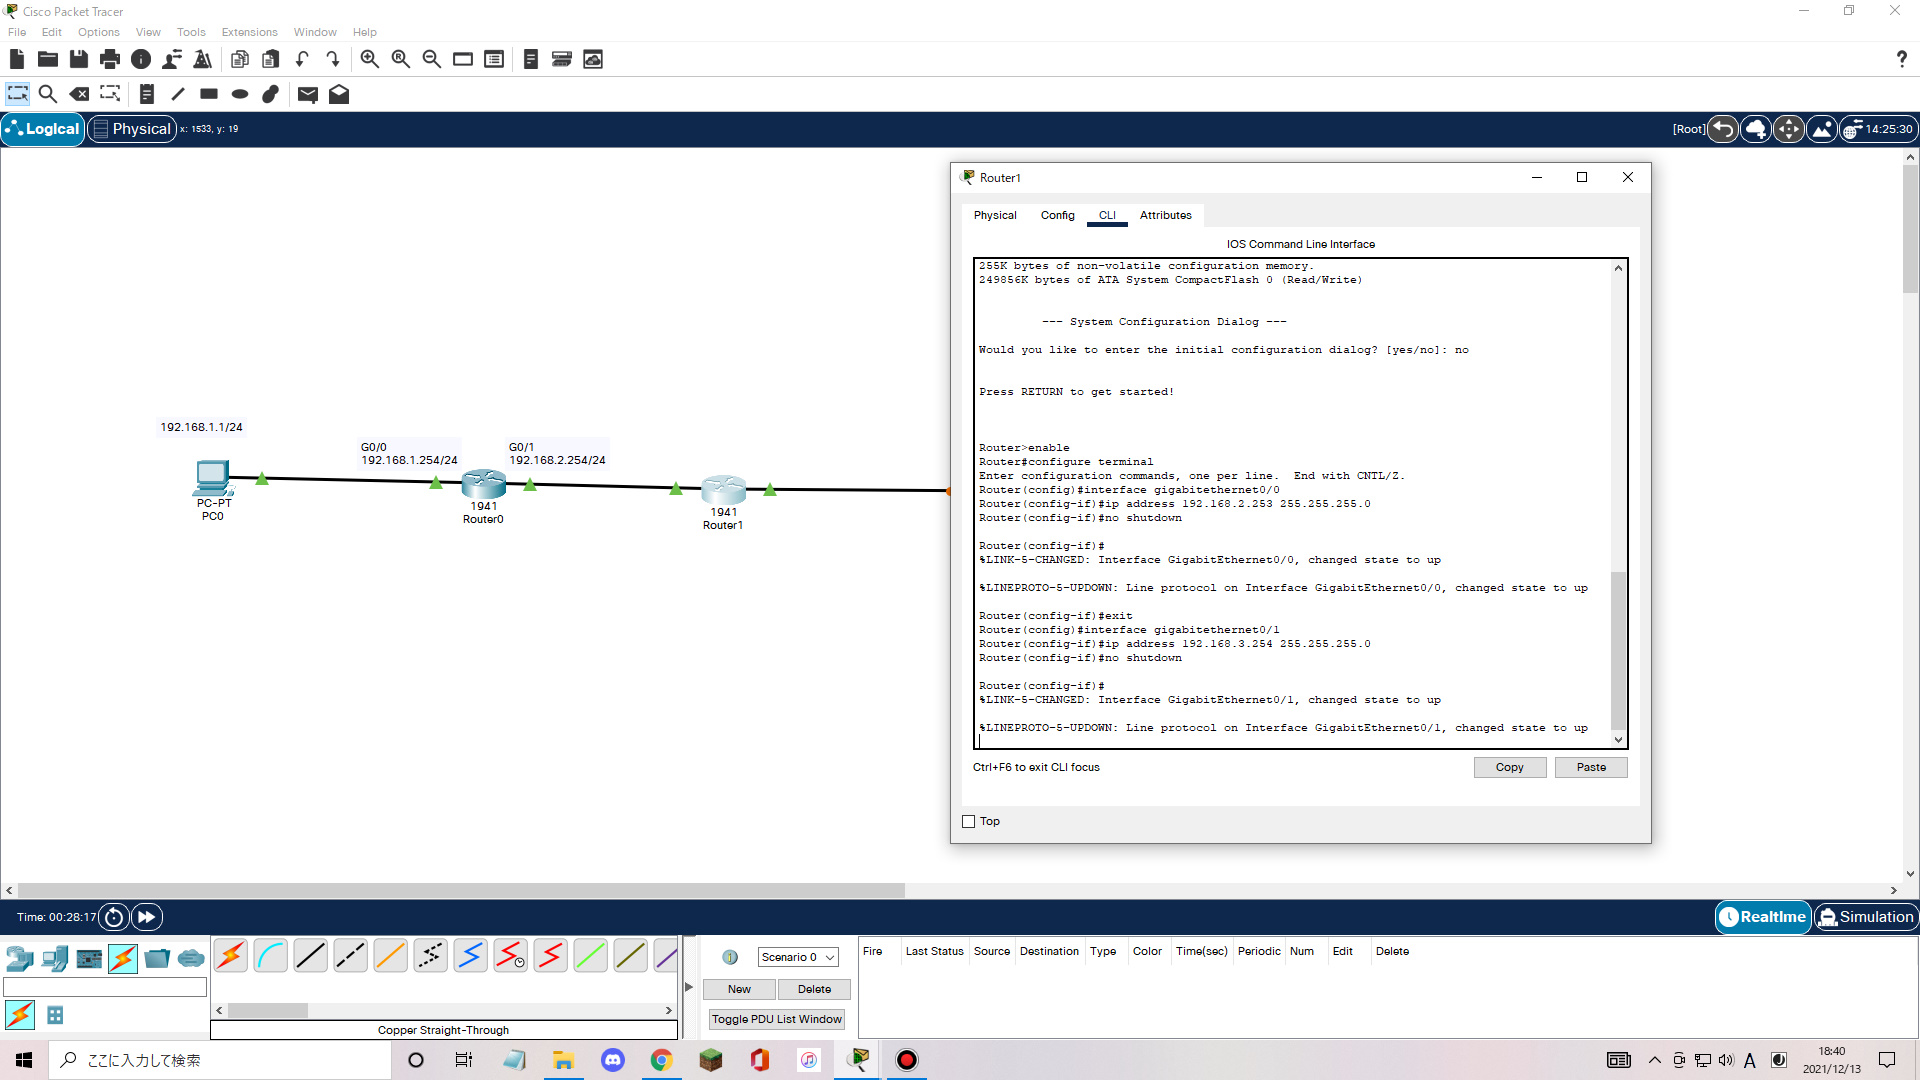 Cisco Packet Tracer
File Edit Options View Tools Extensions Window Help
Logical Physical x: 1533, y: 19
[Root] 14:25:30
192.168.1.1/24
G0/0
192.168.1.254/24
G0/1
192.168.2.254/24
PC-PT
PC0
1941
Router0
1941
Router1
Router1
Physical Config CLI Attributes
IOS Command Line Interface
255K bytes of non-volatile configuration memory.
249856K bytes of ATA System CompactFlash 0 (Read/Write)
--- System Configuration Dialog ---
Would you like to enter the initial configuration dialog? [yes/no]: no
Press RETURN to get started!
Router>enable
Router#configure terminal
Enter configuration commands, one per line.  End with CNTL/Z.
Router(config)#interface gigabitethernet0/0
Router(config-if)#ip address 192.168.2.253 255.255.255.0
Router(config-if)#no shutdown
Router(config-if)#
%LINK-5-CHANGED: Interface GigabitEthernet0/0, changed state to up
%LINEPROTO-5-UPDOWN: Line protocol on Interface GigabitEthernet0/0, changed state to up
Router(config-if)#exit
Router(config)#interface gigabitethernet0/1
Router(config-if)#ip address 192.168.3.254 255.255.255.0
Router(config-if)#no shutdown
Router(config-if)#
%LINK-5-CHANGED: Interface GigabitEthernet0/1, changed state to up
%LINEPROTO-5-UPDOWN: Line protocol on Interface GigabitEthernet0/1, changed state to up
Ctrl+F6 to exit CLI focus
Copy Paste
Top
Time: 00:28:17
Realtime Simulation
Scenario 0
New Delete
Toggle PDU List Window
Fire Last Status Source Destination Type Color Time(sec) Periodic Num Edit Delete
Copper Straight-Through
ここに入力して検索
A
18:40
2021/12/13